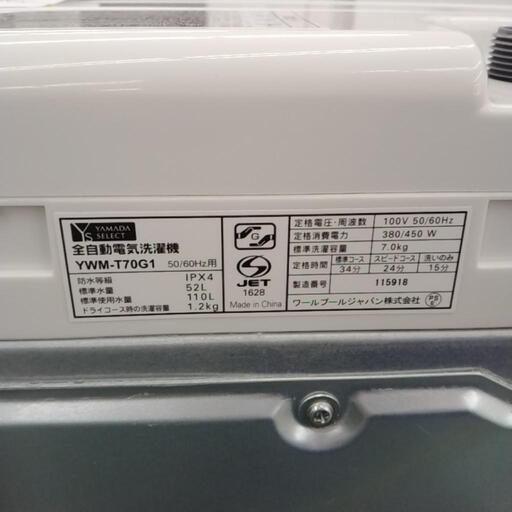 YS YAMADA SELECT
全自動電気洗濯機
YWM-T70G1 50/60Hz用
防水等級 IPX4
標準水量 52L
標準使用水量 110L
ドライコース時の洗濯容量 1.2kg
G
S
JET
1628
Made in China
定格電圧・周波数 100V 50/60Hz
定格消費電力 380/450 W
標準洗濯容量 7.0kg
標準コース スピードコース 洗いのみ
34分 24分 15分
製造番号 115918
ワールプールジャパン株式会社 PSE